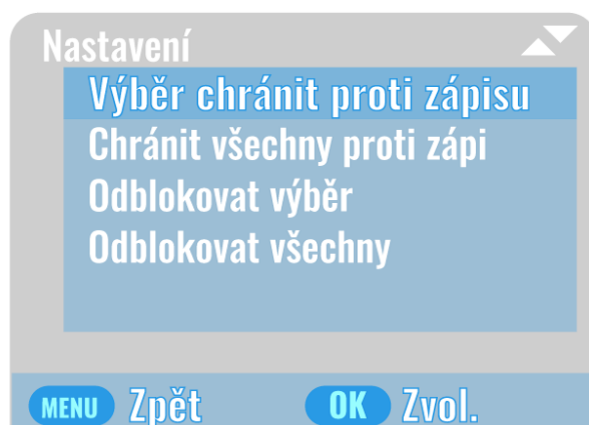 Nastavení
Výběr chránit proti zápisu
Chránit všechny proti zápi
Odblokovat výběr
Odblokovat všechny
MENU Zpět OK Zvol.